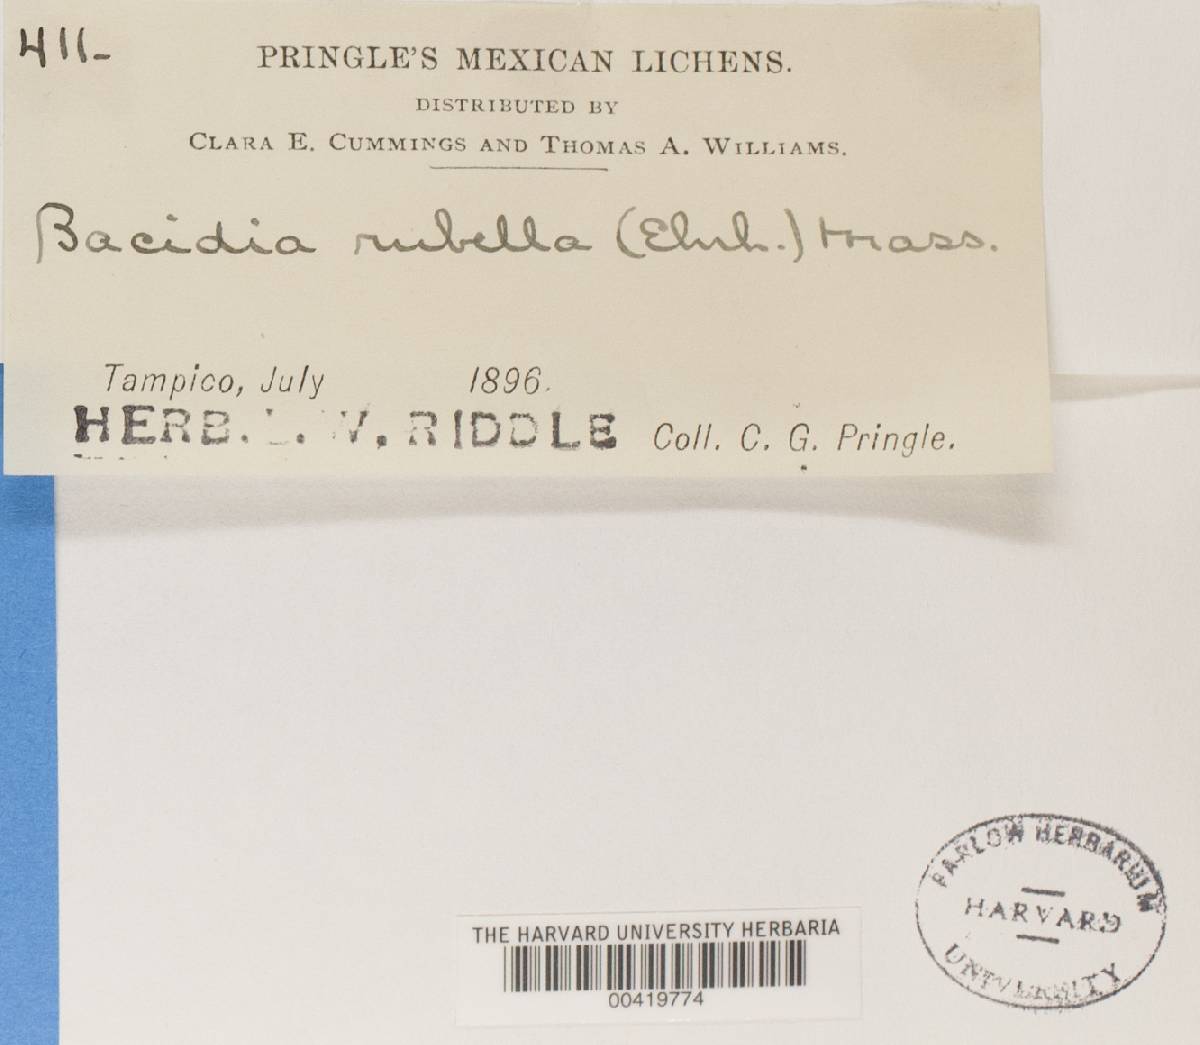 411-
PRINGLE'S MEXICAN LICHENS.
DISTRIBUTED BY
CLARA E. CUMMINGS AND THOMAS A. WILLIAMS.
Bacidia rubella (Ehrh.) Mass.
Tampico, July 1896.
HERB. L. W. RIDDLE Coll. C. G. Pringle.
FARLOW HERBARIUM
HARVARD
UNIVERSITY
THE HARVARD UNIVERSITY HERBARIA
00419774